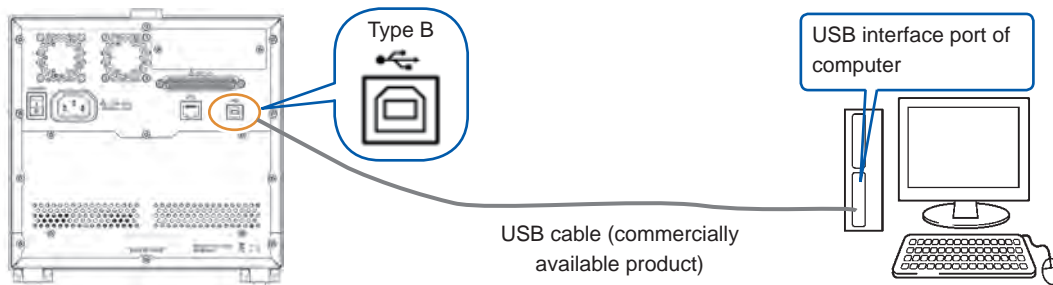 Type B
USB interface port of
computer
USB cable (commercially
available product)